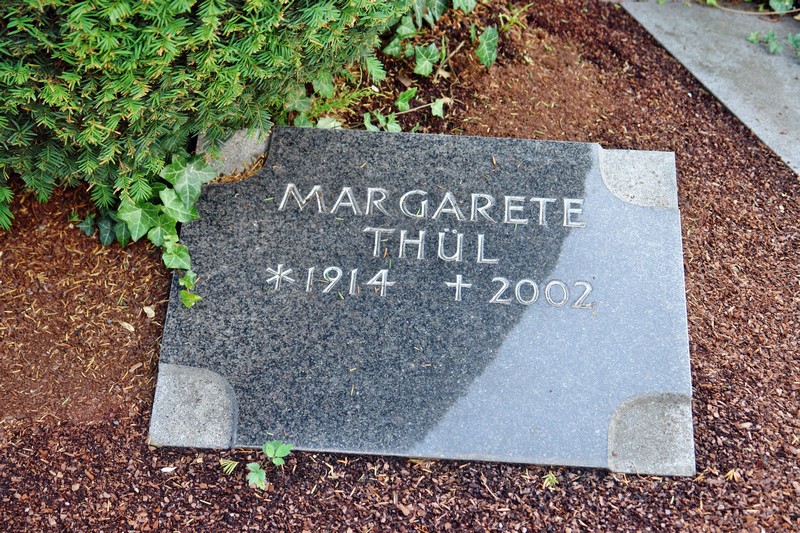 MARGARETE
THÜL
* 1914 + 2002